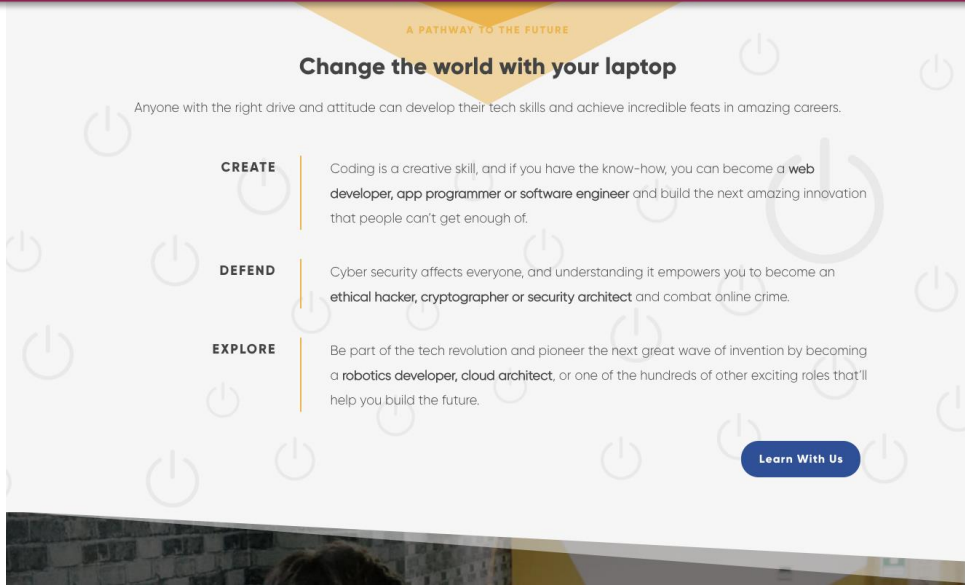 A PATHWAY TO THE FUTURE
Change the world with your laptop
Anyone with the right drive and attitude can develop their tech skills and achieve incredible feats in amazing careers.
CREATE
Coding is a creative skill, and if you have the know-how, you can become a web
developer, app programmer or software engineer and build the next amazing innovation
that people can't get enough of.
DEFEND
Cyber security affects everyone, and understanding it empowers you to become an
ethical hacker, cryptographer or security architect and combat online crime.
EXPLORE
Be part of the tech revolution and pioneer the next great wave of invention by becoming
a robotics developer, cloud architect, or one of the hundreds of other exciting roles that'll
help you build the future.
Learn With Us